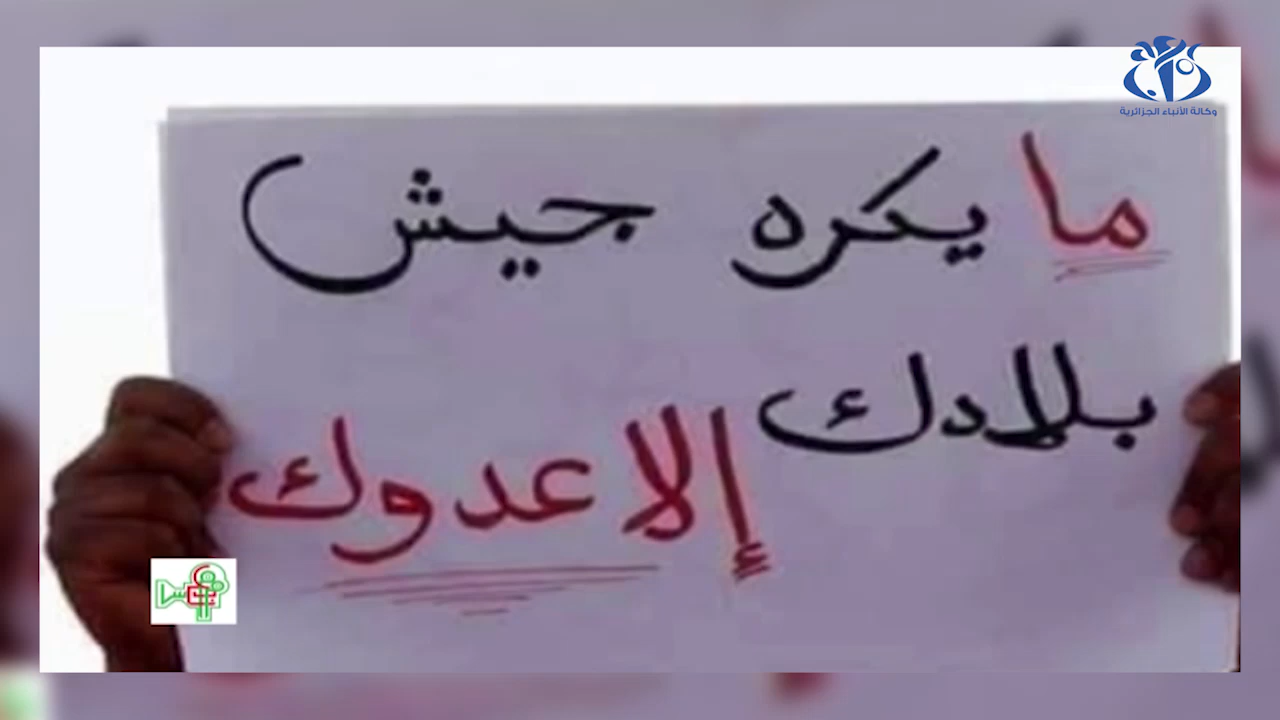 وكالة الأنباء الجزائرية
ما يكره جيش
بلادك
إلا عدوك